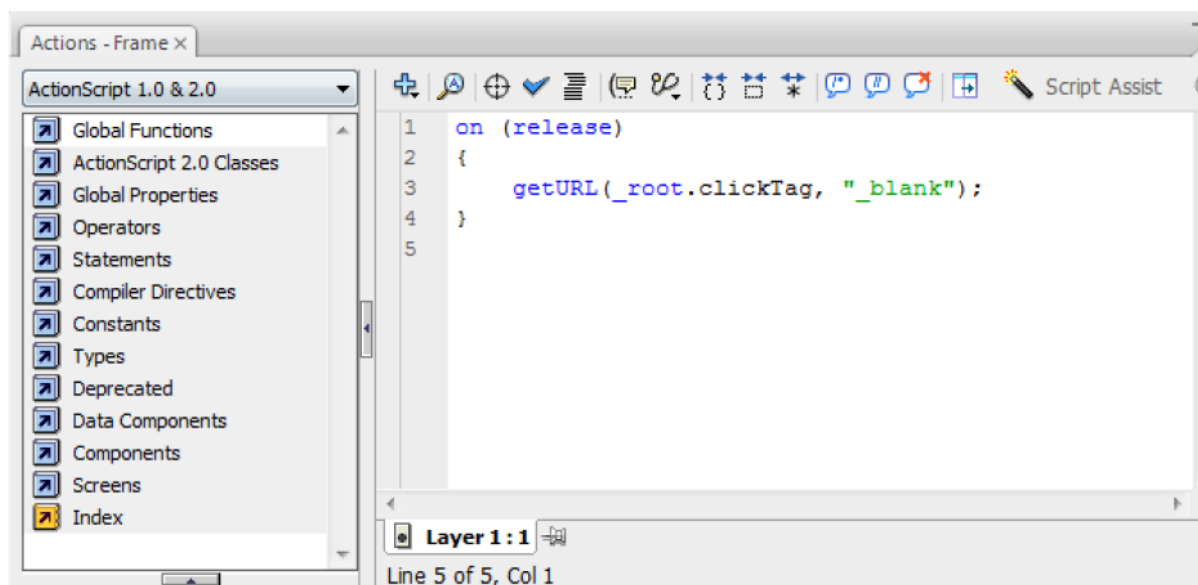 Actions - Frame ×
ActionScript 1.0 & 2.0
Script Assist
Global Functions
ActionScript 2.0 Classes
Global Properties
Operators
Statements
Compiler Directives
Constants
Types
Deprecated
Data Components
Components
Screens
Index
1 on (release)
2 {
3 getURL(_root.clickTag, "_blank");
4 }
5
Layer 1 : 1
Line 5 of 5, Col 1